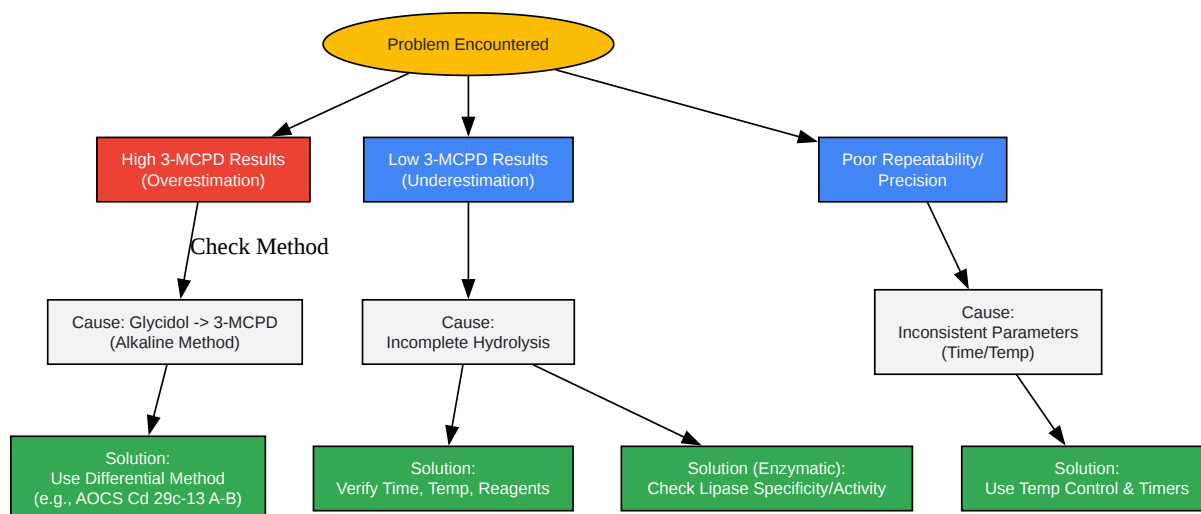 Problem Encountered
High 3-MCPD Results
(Overestimation)
Low 3-MCPD Results
(Underestimation)
Poor Repeatability/
Precision
Check Method
Cause: Glycidol -> 3-MCPD
(Alkaline Method)
Cause:
Incomplete Hydrolysis
Cause:
Inconsistent Parameters
(Time/Temp)
Solution:
Use Differential Method
(e.g., AOCS Cd 29c-13 A-B)
Solution:
Verify Time, Temp, Reagents
Solution (Enzymatic):
Check Lipase Specificity/Activity
Solution:
Use Temp Control & Timers